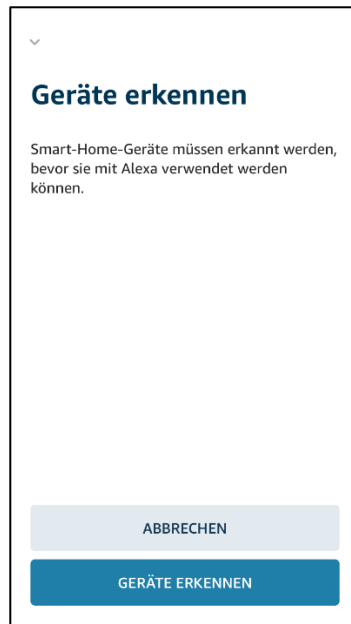 Geräte erkennen
Smart-Home-Geräte müssen erkannt werden,
bevor sie mit Alexa verwendet werden
können.
ABBRECHEN
GERÄTE ERKENNEN